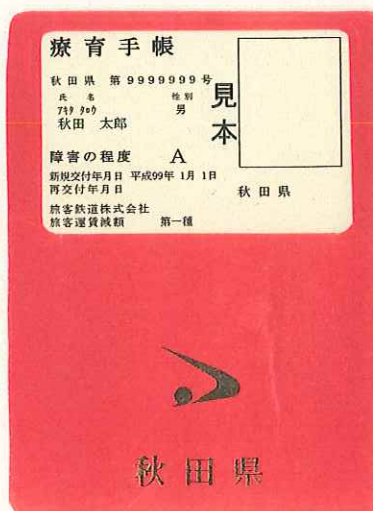 療育手帳
秋田県 第9999999号
氏 名 性別
ｱｷﾀ ﾀﾛｳ 男
秋田 太郎
見本
障害の程度 A
新規交付年月日 平成99年 1月 1日
再交付年月日
秋田県
旅客鉄道株式会社
旅客運賃減額 第一種
秋田県